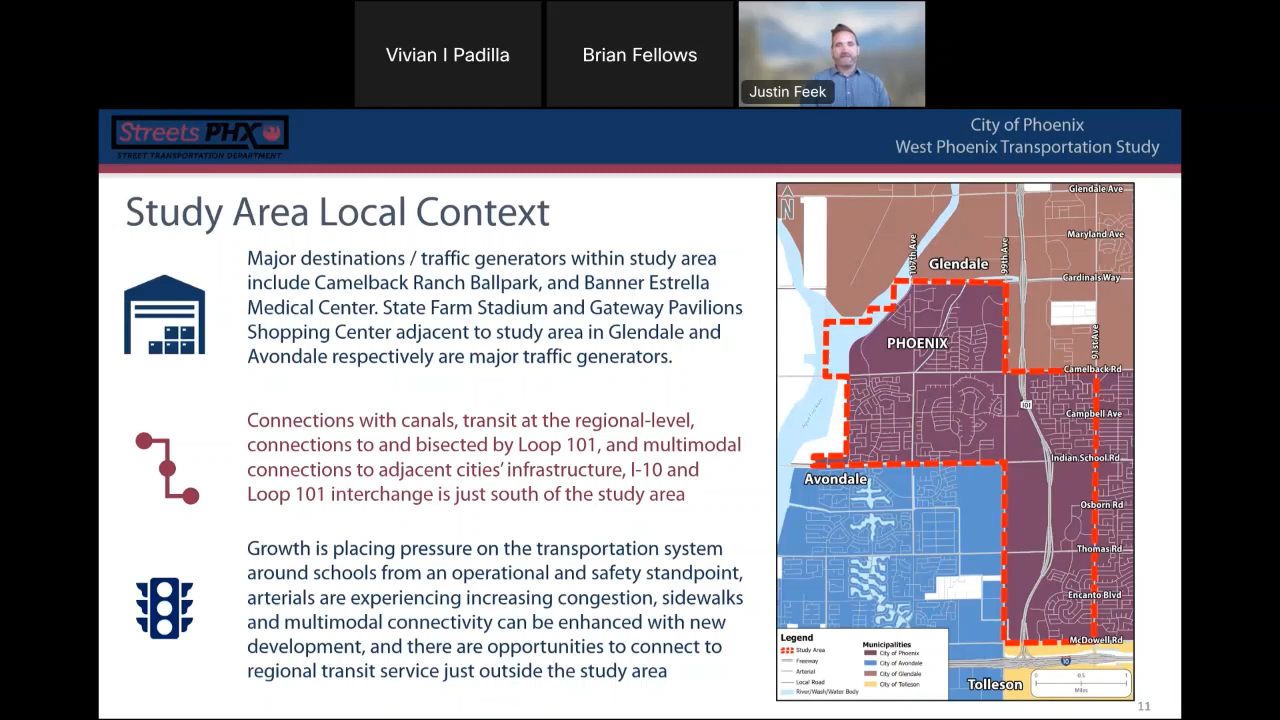 Vivian I Padilla
Brian Fellows
Justin Feek
Streets PHX
STREET TRANSPORTATION DEPARTMENT
City of Phoenix
West Phoenix Transportation Study
Study Area Local Context
Major destinations / traffic generators within study area
include Camelback Ranch Ballpark, and Banner Estrella
Medical Center. State Farm Stadium and Gateway Pavilions
Shopping Center adjacent to study area in Glendale and
Avondale respectively are major traffic generators.
Connections with canals, transit at the regional-level,
connections to and bisected by Loop 101, and multimodal
connections to adjacent cities' infrastructure, I-10 and
Loop 101 interchange is just south of the study area
Growth is placing pressure on the transportation system
around schools from an operational and safety standpoint,
arterials are experiencing increasing congestion, sidewalks
and multimodal connectivity can be enhanced with new
development, and there are opportunities to connect to
regional transit service just outside the study area
N
Glendale Ave
Maryland Ave
107th Ave
99th Ave
Glendale
Cardinals Way
PHOENIX
91st Ave
Camelback Rd
101
Campbell Ave
Indian School Rd
Avondale
Osborn Rd
Thomas Rd
Encanto Blvd
McDowell Rd
10
Tolleson
0 0.5 1
Miles
Legend
Study Area
Freeway
Arterial
Local Road
River/Wash/Water Body
Municipalities
City of Phoenix
City of Avondale
City of Glendale
City of Tolleson
11